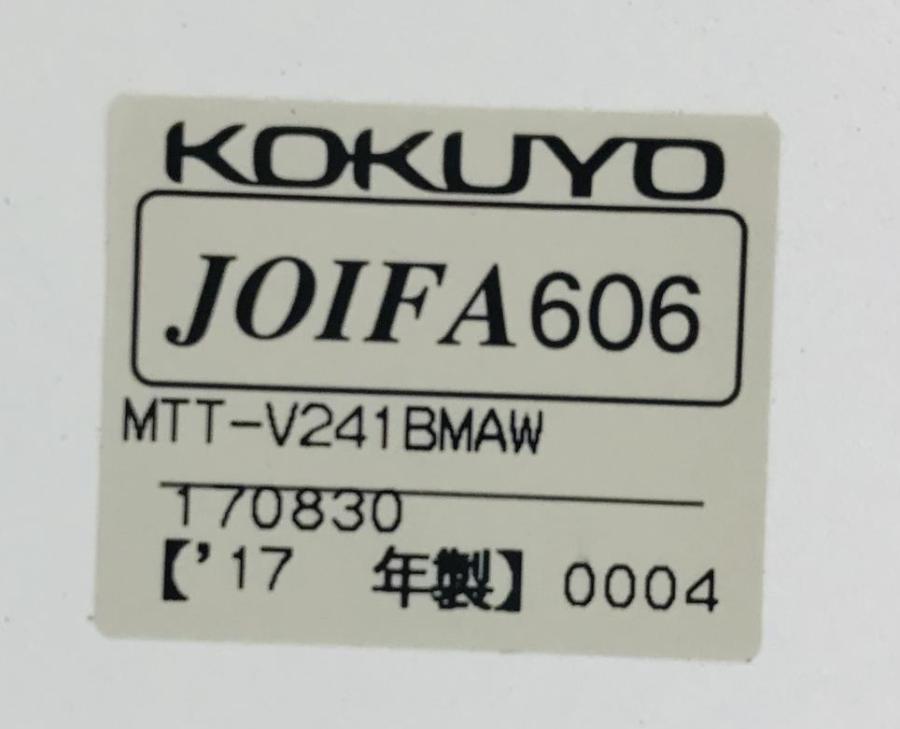 KOKUYO
JOIFA606
MTT-V241BMAW
170830
【'17 年製】 0004